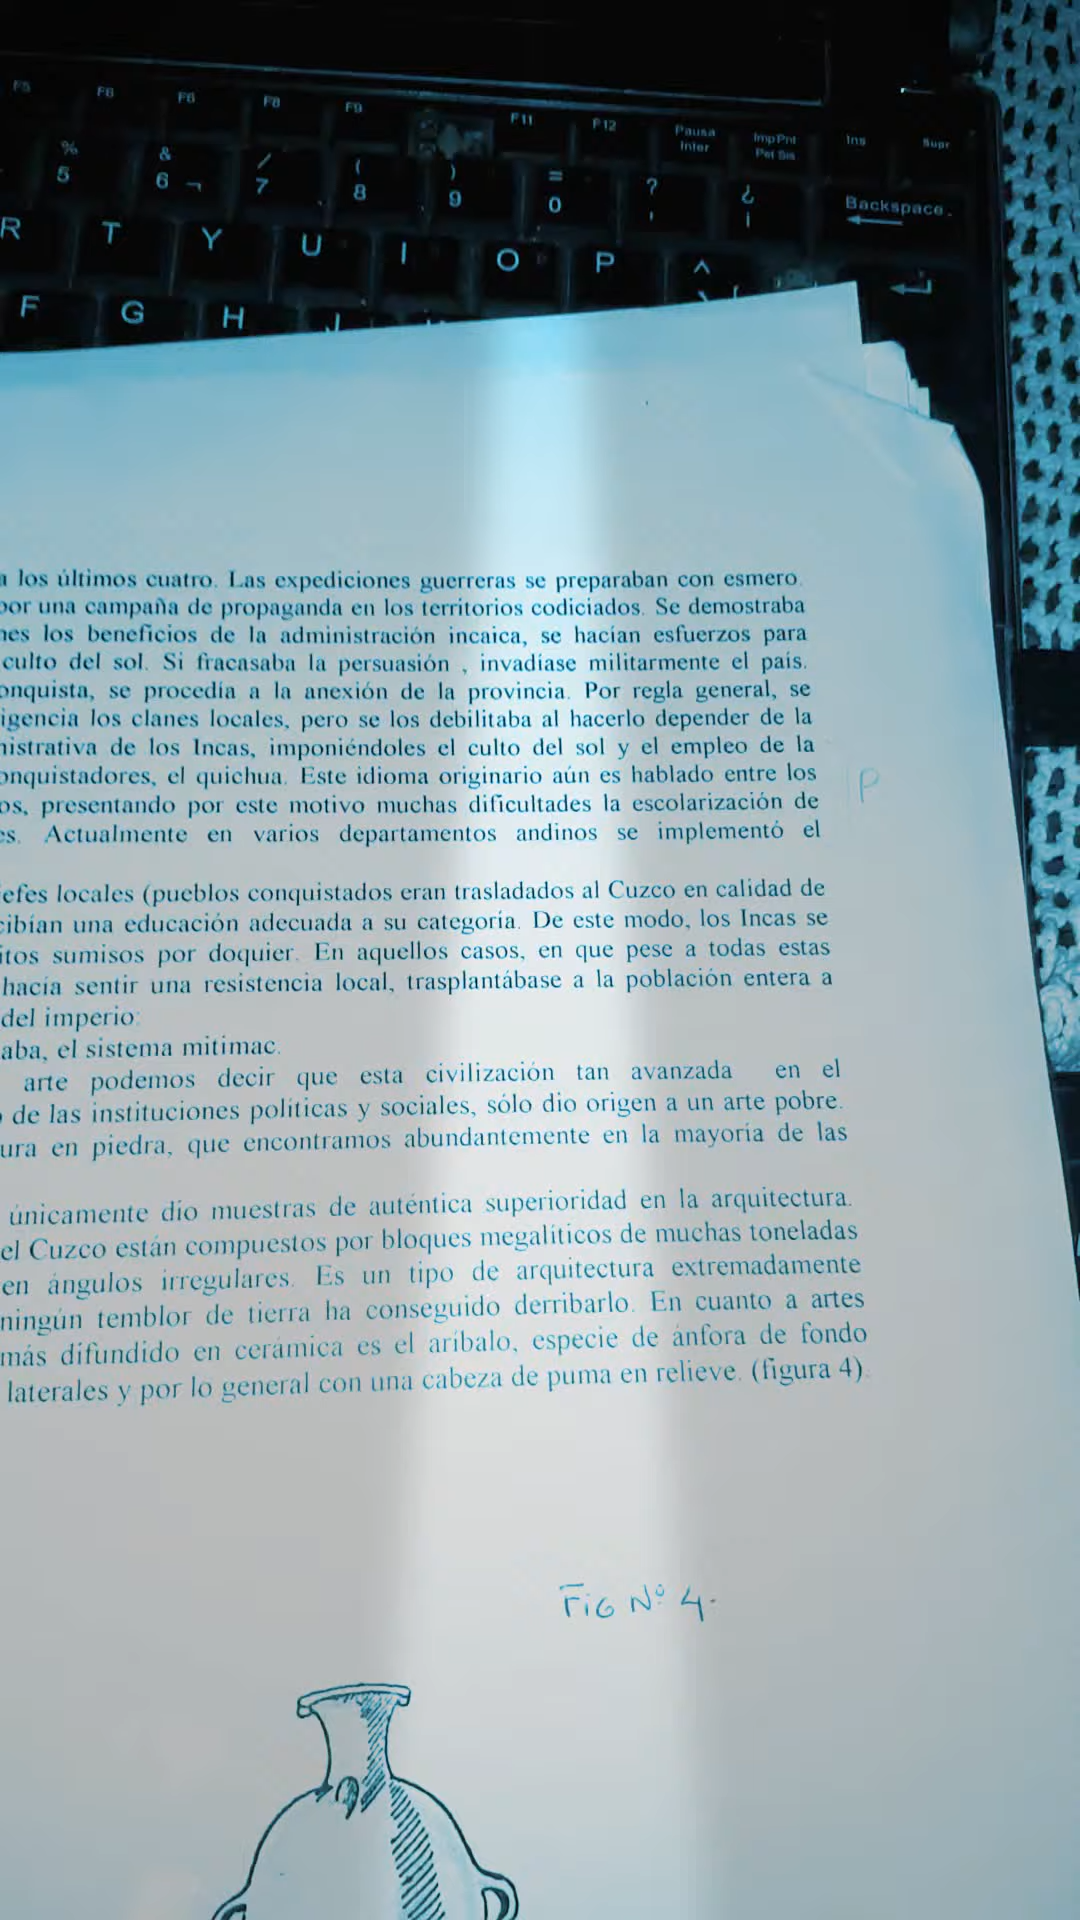 F5 F6 F6 F8 F9 F11 F12 Pausa Inter ImpPnt Pet Sis Ins Supr
% 5 & 6 ¬ / 7 ( 8 ) 9 = 0 ? ' ¿ ¡ Backspace
R T Y U I O P ^
F G H J
a los últimos cuatro. Las expediciones guerreras se preparaban con esmero
por una campaña de propaganda en los territorios codiciados. Se demostraba
nes los beneficios de la administración incaica, se hacían esfuerzos para
culto del sol. Si fracasaba la persuasión , invadíase militarmente el país.
onquista, se procedía a la anexión de la provincia. Por regla general, se
igencia los clanes locales, pero se los debilitaba al hacerlo depender de la
nistrativa de los Incas, imponiéndoles el culto del sol y el empleo de la
onquistadores, el quichua. Este idioma originario aún es hablado entre los
os, presentando por este motivo muchas dificultades la escolarización de
es. Actualmente en varios departamentos andinos se implementó el
P
efes locales (pueblos conquistados eran trasladados al Cuzco en calidad de
cibían una educación adecuada a su categoría. De este modo, los Incas se
itos sumisos por doquier. En aquellos casos, en que pese a todas estas
hacía sentir una resistencia local, trasplantábase a la población entera a
del imperio:
aba, el sistema mitimac.
arte podemos decir que esta civilización tan avanzada en el
o de las instituciones políticas y sociales, sólo dio origen a un arte pobre.
ura en piedra, que encontramos abundantemente en la mayoría de las
únicamente dio muestras de auténtica superioridad en la arquitectura.
el Cuzco están compuestos por bloques megalíticos de muchas toneladas
en ángulos irregulares. Es un tipo de arquitectura extremadamente
ningún temblor de tierra ha conseguido derribarlo. En cuanto a artes
más difundido en cerámica es el aríbalo, especie de ánfora de fondo
laterales y por lo general con una cabeza de puma en relieve. (figura 4).
FIG Nº 4.